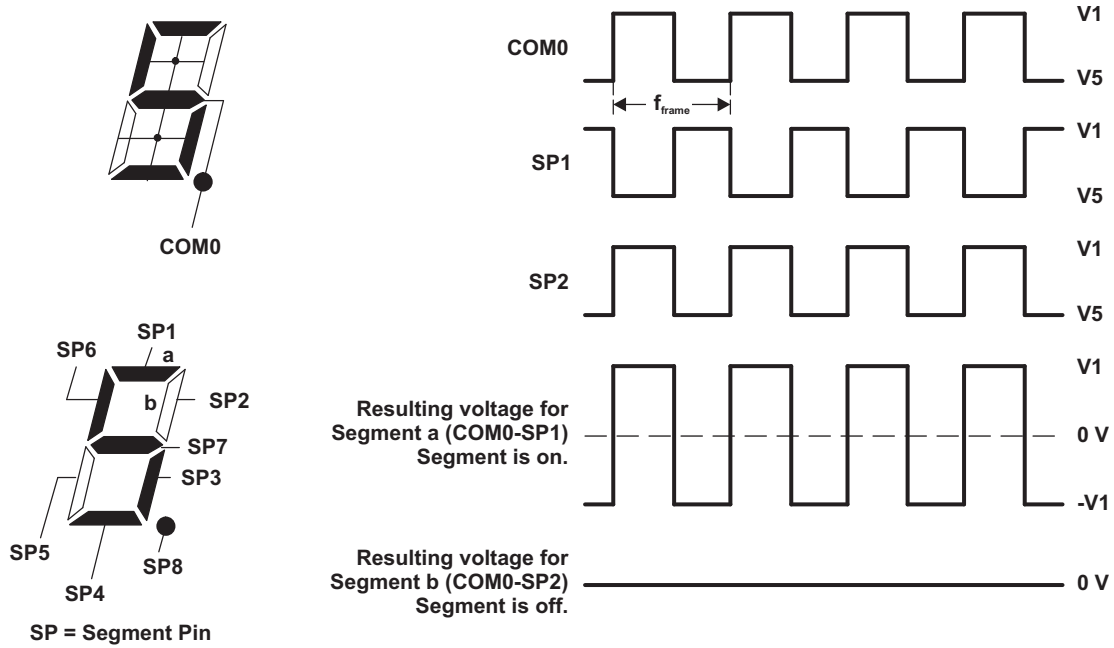 COM0
SP1
a
SP6
b
SP2
SP7
SP3
SP5
SP8
SP4
SP = Segment Pin
COM0
V1
V5
f_frame
SP1
V1
V5
SP2
V1
V5
Resulting voltage for
Segment a (COM0-SP1)
Segment is on.
V1
0 V
-V1
Resulting voltage for
Segment b (COM0-SP2)
Segment is off.
0 V